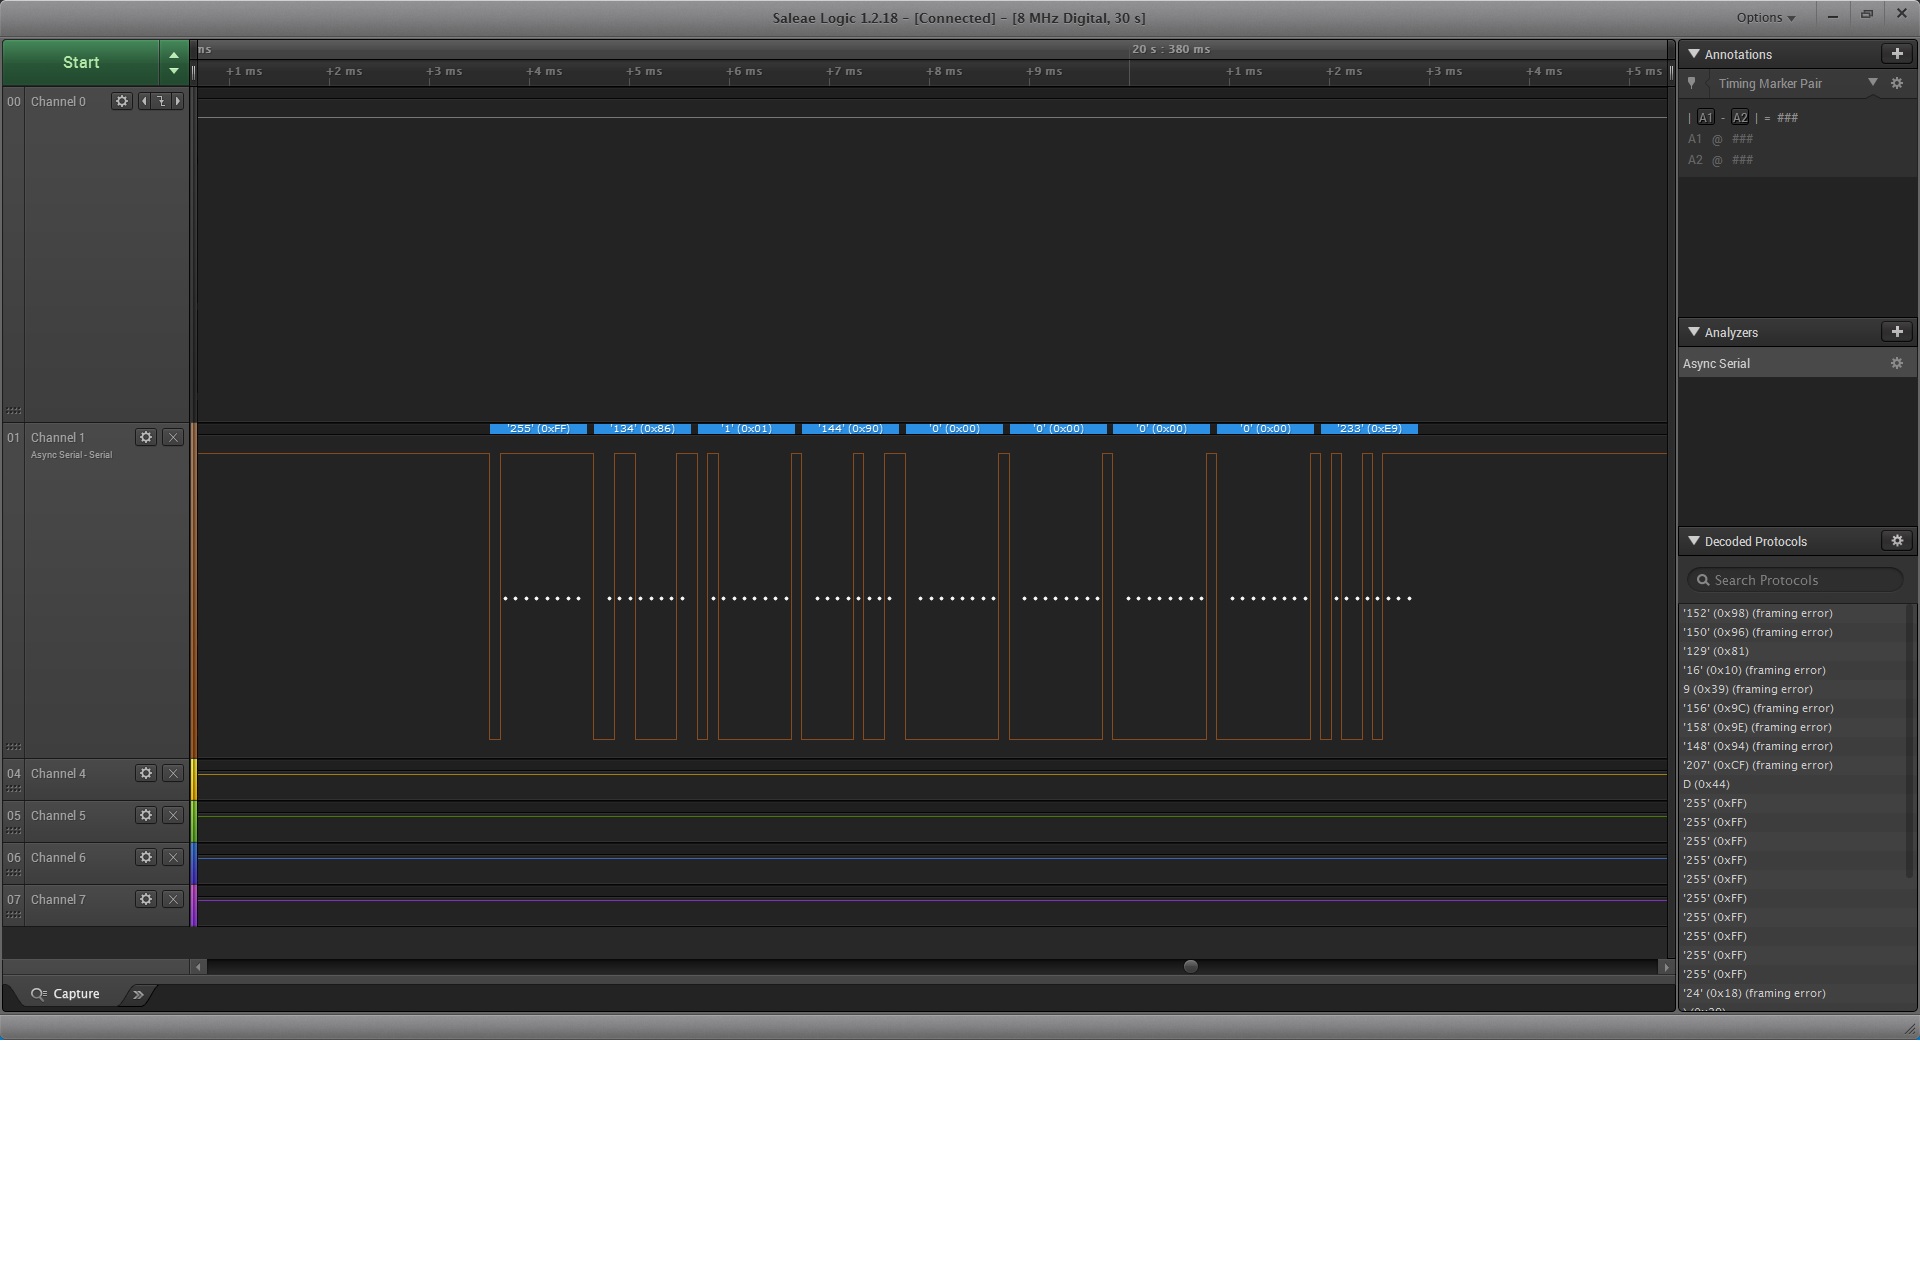 Saleae Logic 1.2.18 - [Connected] - [8 MHz Digital, 30 s]
Options
Start
ms
20 s : 380 ms
+1 ms +2 ms +3 ms +4 ms +5 ms +6 ms +7 ms +8 ms +9 ms +1 ms +2 ms +3 ms +4 ms +5 ms
00 Channel 0
01 Channel 1
Async Serial - Serial
'255' (0xFF) '134' (0x86) '1' (0x01) '144' (0x90) '0' (0x00) '0' (0x00) '0' (0x00) '0' (0x00) '233' (0xE9)
04 Channel 4
05 Channel 5
06 Channel 6
07 Channel 7
Capture
Annotations
Timing Marker Pair
| A1 - A2 | = ###
A1 @ ###
A2 @ ###
Analyzers
Async Serial
Decoded Protocols
Search Protocols
'152' (0x98) (framing error)
'150' (0x96) (framing error)
'129' (0x81)
'16' (0x10) (framing error)
9 (0x39) (framing error)
'156' (0x9C) (framing error)
'158' (0x9E) (framing error)
'148' (0x94) (framing error)
'207' (0xCF) (framing error)
D (0x44)
'255' (0xFF)
'255' (0xFF)
'255' (0xFF)
'255' (0xFF)
'255' (0xFF)
'255' (0xFF)
'255' (0xFF)
'255' (0xFF)
'255' (0xFF)
'255' (0xFF)
'24' (0x18) (framing error)